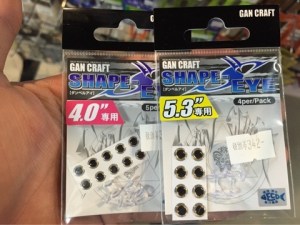 GAN CRAFT
SHAPE
EYE
4.0"専用
GAN CRAFT
SHAPE
EYE
4per/Pack
5.3"専用